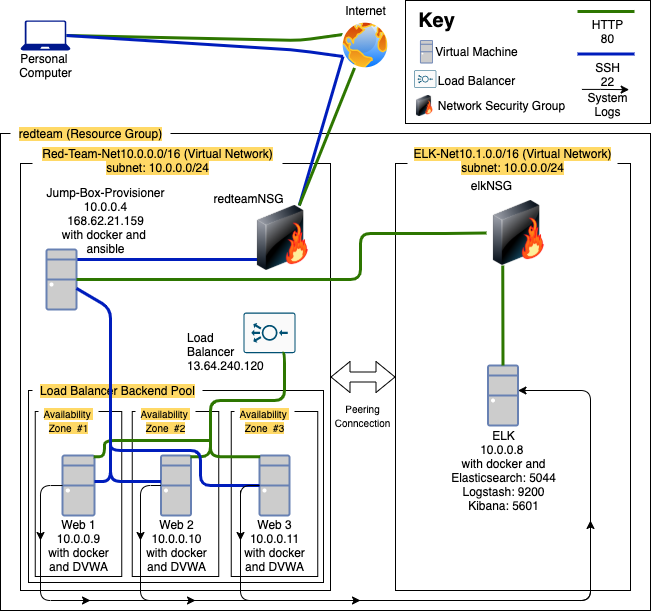 Internet
Personal
Computer
Key
Virtual Machine
Load Balancer
Network Security Group
HTTP
80
SSH
22
System
Logs
redteam (Resource Group)
Red-Team-Net10.0.0.0/16 (Virtual Network)
subnet: 10.0.0.0/24
Jump-Box-Provisioner
10.0.0.4
168.62.21.159
with docker and
ansible
redteamNSG
Load
Balancer
13.64.240.120
Load Balancer Backend Pool
Availability
Zone #1
Availability
Zone #2
Availability
Zone #3
Web 1
10.0.0.9
with docker
and DVWA
Web 2
10.0.0.10
with docker
and DVWA
Web 3
10.0.0.11
with docker
and DVWA
Peering
Conncection
ELK-Net10.1.0.0/16 (Virtual Network)
subnet: 10.0.0.0/24
elkNSG
ELK
10.0.0.8
with docker and
Elasticsearch: 5044
Logstash: 9200
Kibana: 5601